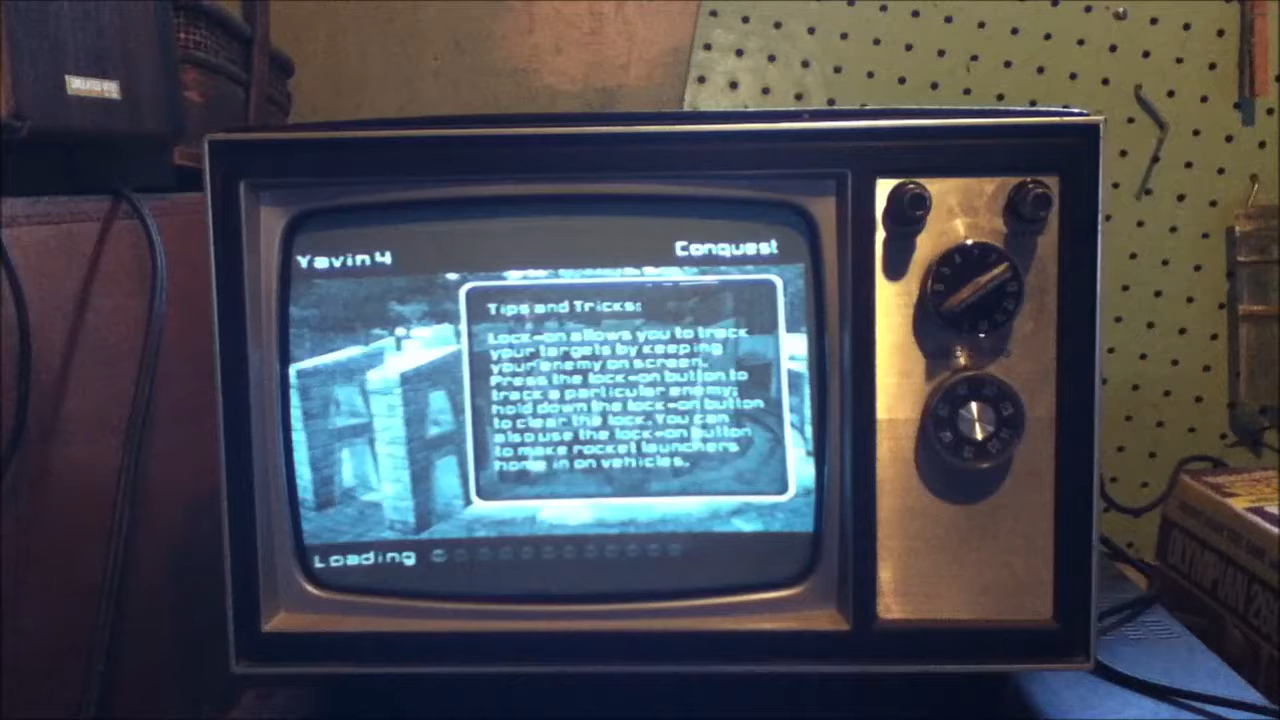 Yavin 4
Conquest
Tips and Tricks:
Lock-on allows you to track
your targets by keeping
your enemy on screen.
Press the lock-on button to
track a particular enemy;
hold down the lock-on button
to clear the lock. You can
also use the lock-on button
to make rocket launchers
home in on vehicles.
Loading
OLYMPIAN